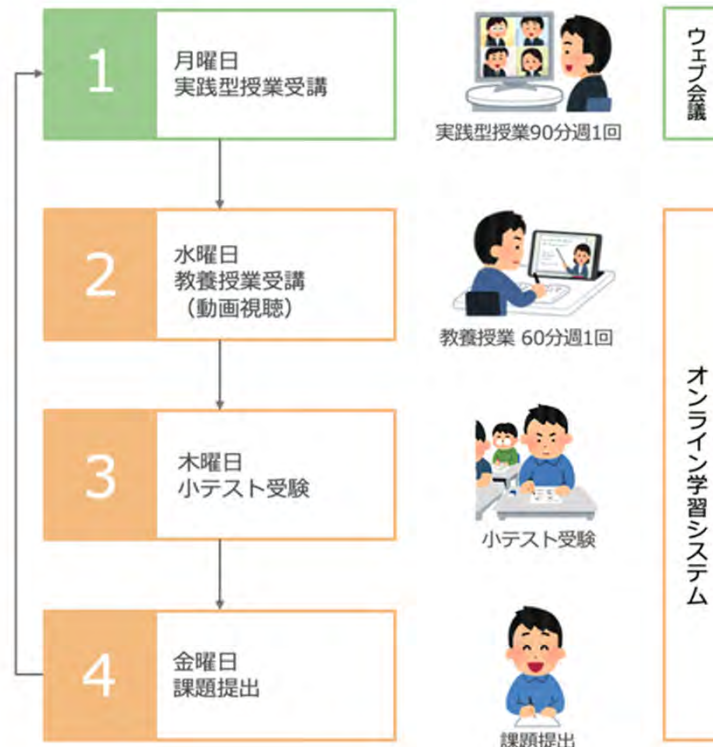 1
月曜日
実践型授業受講
実践型授業90分週1回
ウェブ会議
2
水曜日
教養授業受講
（動画視聴）
教養授業 60分週1回
3
木曜日
小テスト受験
小テスト受験
オンライン学習システム
4
金曜日
課題提出
課題提出